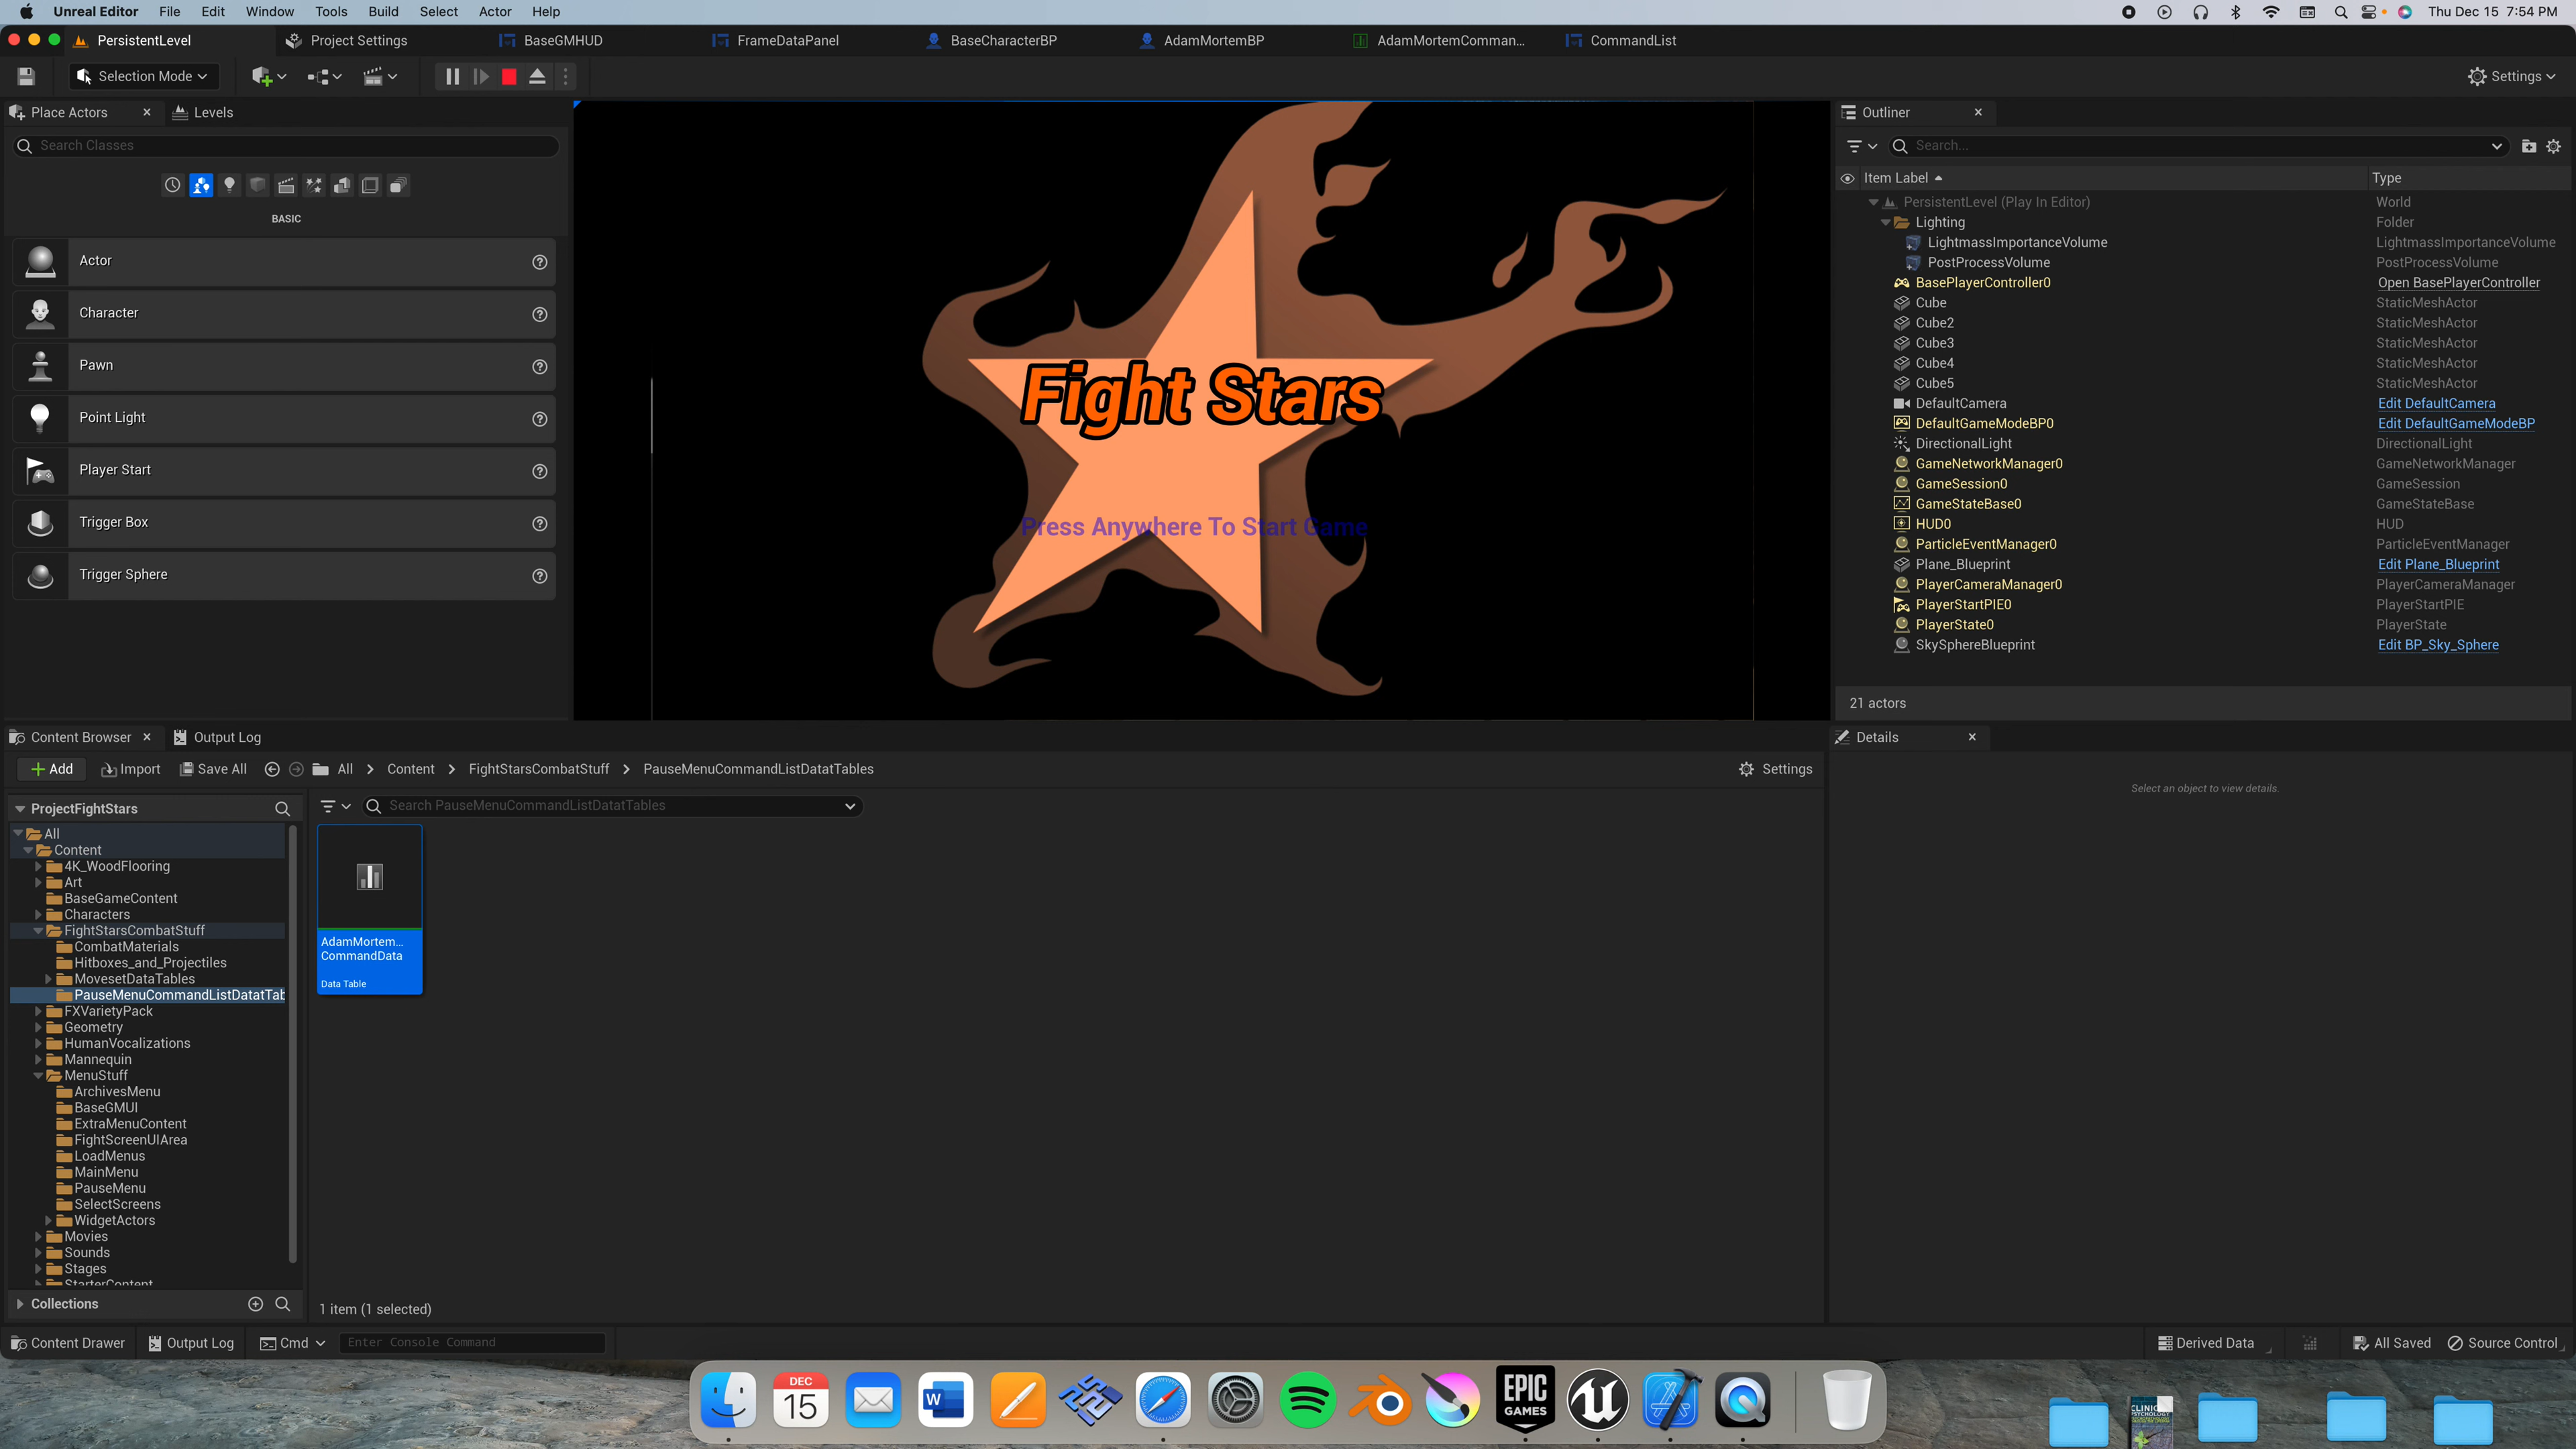 Unreal Editor File Edit Window Tools Build Select Actor Help
Thu Dec 15 7:54 PM
PersistentLevel
Project Settings
BaseGMHUD
FrameDataPanel
BaseCharacterBP
AdamMortemBP
AdamMortemComman...
CommandList
Selection Mode
Settings
Place Actors
Levels
Search Classes
BASIC
Actor
Character
Pawn
Point Light
Player Start
Trigger Box
Trigger Sphere
Fight Stars
Press Anywhere To Start Game
Outliner
Search...
Item Label Type
PersistentLevel (Play In Editor) World
Lighting Folder
LightmassImportanceVolume LightmassImportanceVolume
PostProcessVolume PostProcessVolume
BasePlayerController0 Open BasePlayerController
Cube StaticMeshActor
Cube2 StaticMeshActor
Cube3 StaticMeshActor
Cube4 StaticMeshActor
Cube5 StaticMeshActor
DefaultCamera Edit DefaultCamera
DefaultGameModeBP0 Edit DefaultGameModeBP
DirectionalLight DirectionalLight
GameNetworkManager0 GameNetworkManager
GameSession0 GameSession
GameStateBase0 GameStateBase
HUD0 HUD
ParticleEventManager0 ParticleEventManager
Plane_Blueprint Edit Plane_Blueprint
PlayerCameraManager0 PlayerCameraManager
PlayerStartPIE0 PlayerStartPIE
PlayerState0 PlayerState
SkySphereBlueprint Edit BP_Sky_Sphere
21 actors
Content Browser
Output Log
Add
Import
Save All
All > Content > FightStarsCombatStuff > PauseMenuCommandListDatatTables
Settings
ProjectFightStars
Search PauseMenuCommandListDatatTables
All
Content
4K_WoodFlooring
Art
BaseGameContent
Characters
FightStarsCombatStuff
CombatMaterials
Hitboxes_and_Projectiles
MovesetDataTables
PauseMenuCommandListDatatTab
FXVarietyPack
Geometry
HumanVocalizations
Mannequin
MenuStuff
ArchivesMenu
BaseGMUI
ExtraMenuContent
FightScreenUIArea
LoadMenus
MainMenu
PauseMenu
SelectScreens
WidgetActors
Movies
Sounds
Stages
StarterContent
Collections
AdamMortem...
CommandData
Data Table
1 item (1 selected)
Details
Select an object to view details.
Content Drawer
Output Log
Cmd
Enter Console Command
Derived Data
All Saved
Source Control
DEC
15
W
EPIC
GAMES